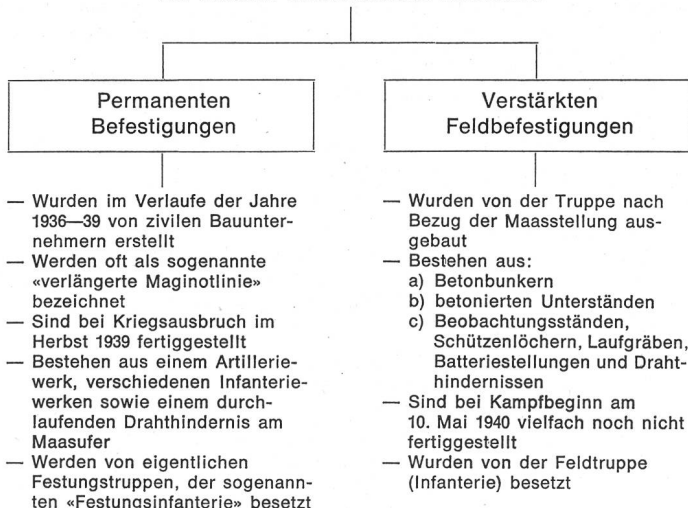 Permanenten
Befestigungen
— Wurden im Verlaufe der Jahre
1936—39 von zivilen Bauunter-
nehmern erstellt
— Werden oft als sogenannte
«verlängerte Maginotlinie»
bezeichnet
— Sind bei Kriegsausbruch im
Herbst 1939 fertiggestellt
— Bestehen aus einem Artillerie-
werk, verschiedenen Infanterie-
werken sowie einem durch-
laufenden Drahthindernis am
Maasufer
— Werden von eigentlichen
Festungstruppen, der sogenann-
ten «Festungsinfanterie» besetzt
Verstärkten
Feldbefestigungen
— Wurden von der Truppe nach
Bezug der Maasstellung aus-
gebaut
— Bestehen aus:
a) Betonbunkern
b) betonierten Unterständen
c) Beobachtungsständen,
Schützenlöchern, Laufgräben,
Batteriestellungen und Draht-
hindernissen
— Sind bei Kampfbeginn am
10. Mai 1940 vielfach noch nicht
fertiggestellt
— Wurden von der Feldtruppe
(Infanterie) besetzt